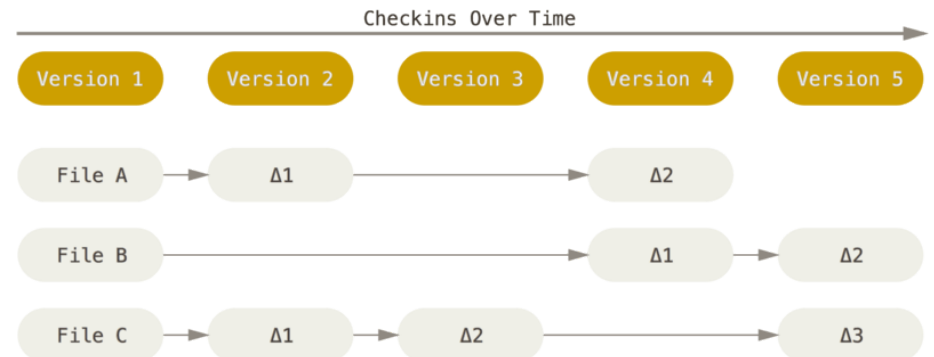 Checkins Over Time
Version 1 Version 2 Version 3 Version 4 Version 5
File A Δ1 Δ2
File B Δ1 Δ2
File C Δ1 Δ2 Δ3